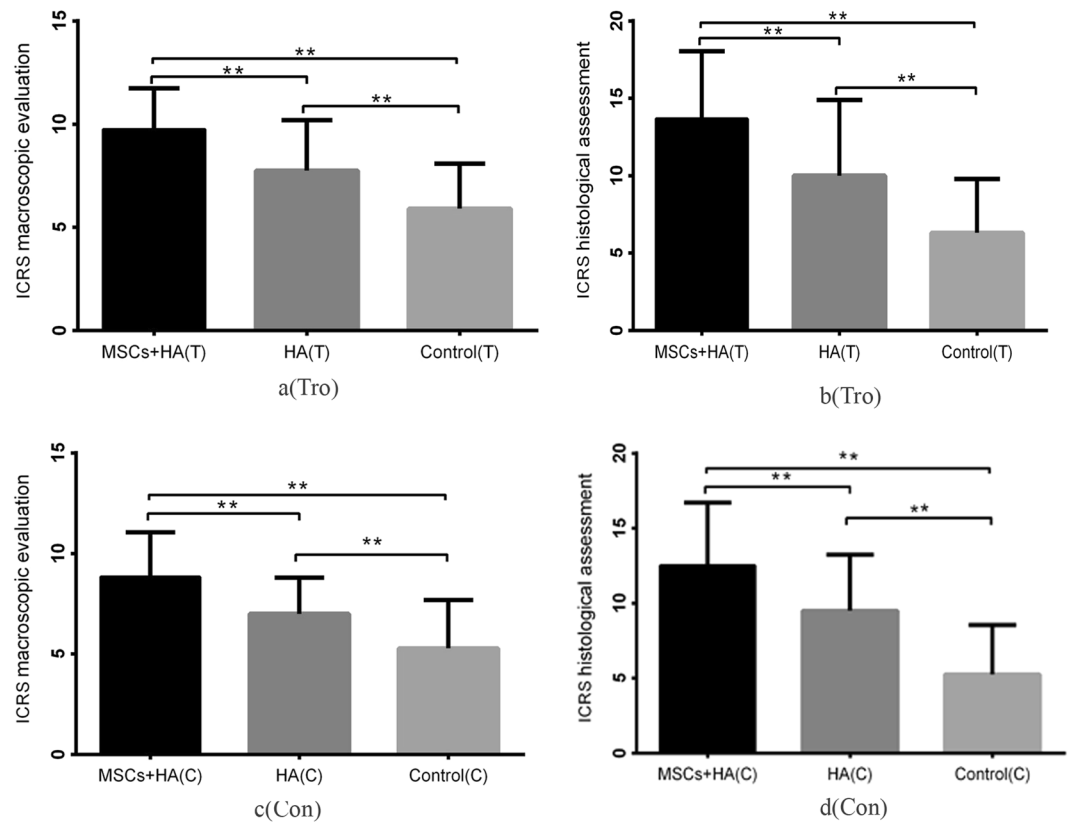 ICRS macroscopic evaluation
15
10
5
0
**
**
**
MSCs+HA(T) HA(T) Control(T)
a(Tro)
ICRS histological assessment
20
15
10
5
0
**
**
**
MSCs+HA(T) HA(T) Control(T)
b(Tro)
ICRS macroscopic evaluation
15
10
5
0
**
**
**
MSCs+HA(C) HA(C) Control(C)
c(Con)
ICRS histological assessment
20
15
10
5
0
**
**
**
MSCs+HA(C) HA(C) Control(C)
d(Con)